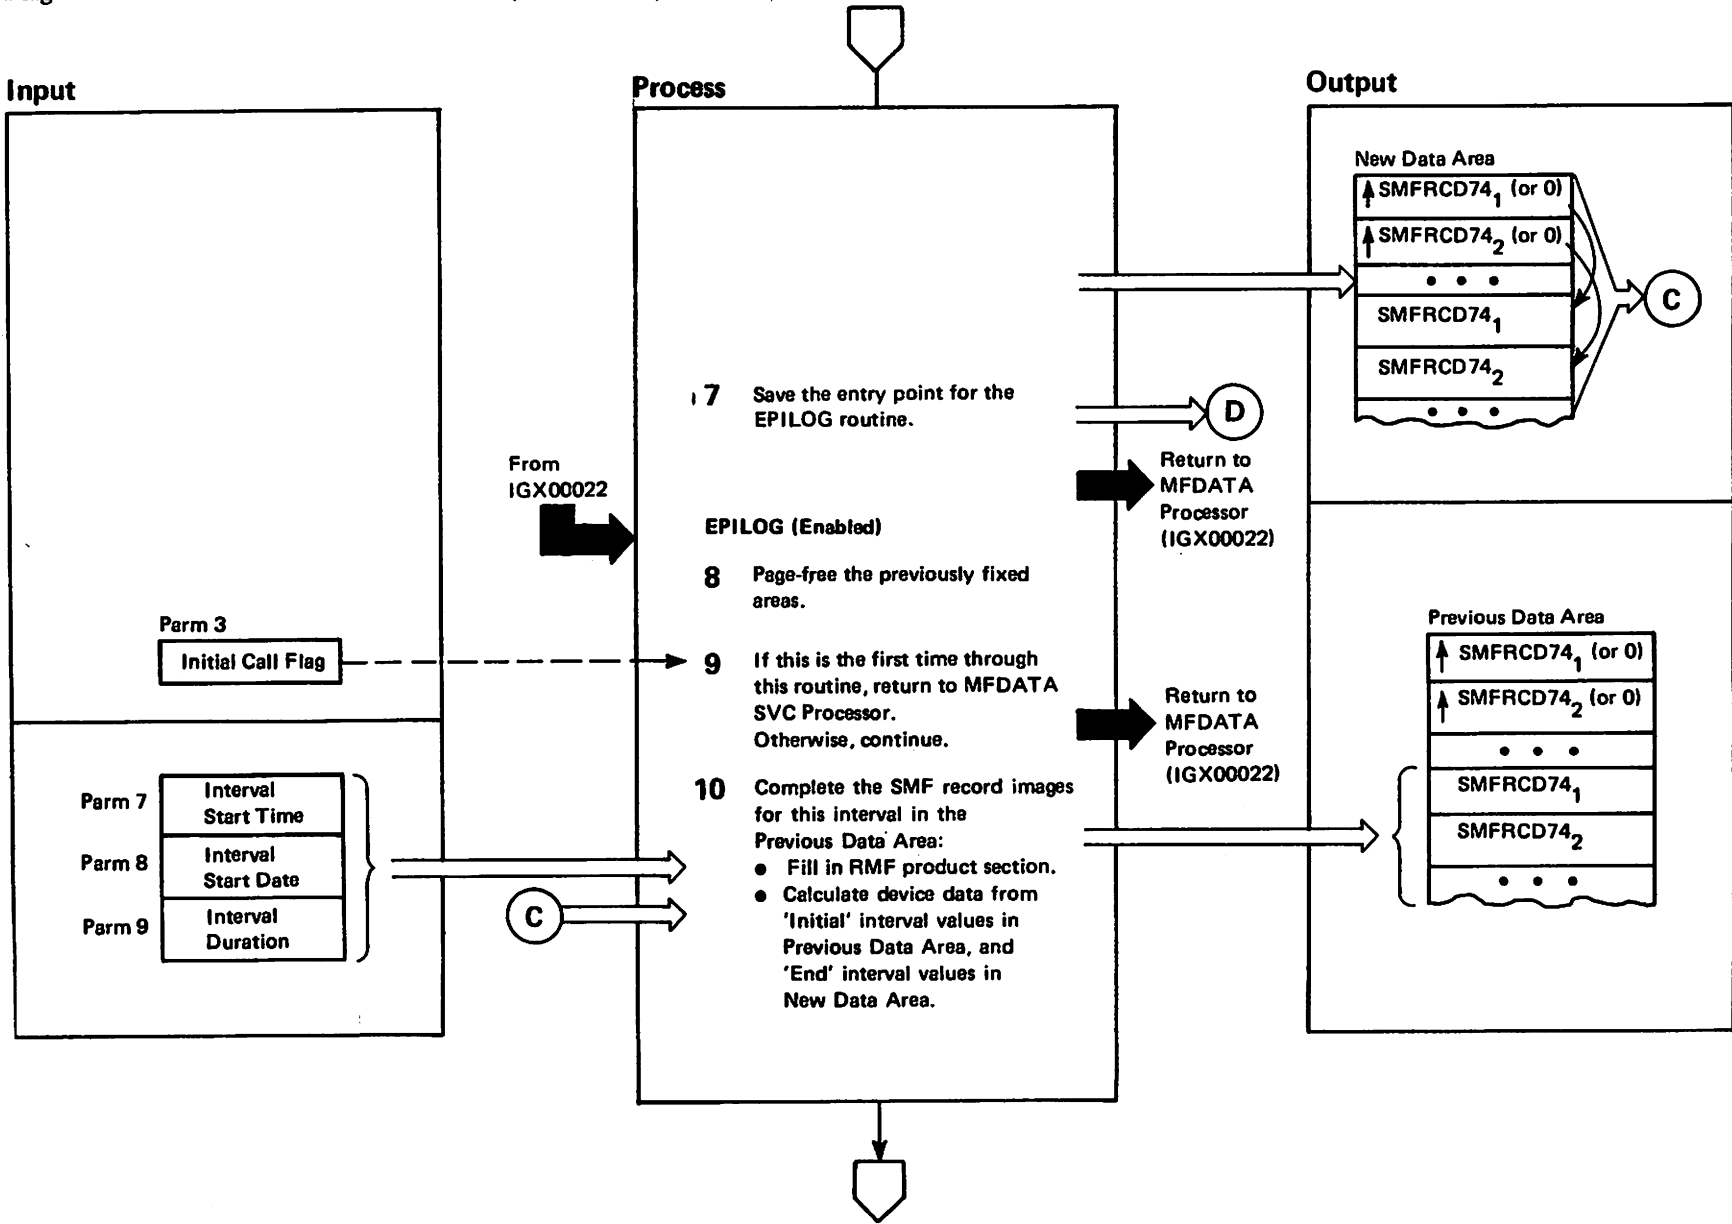 Input
Process
Output
New Data Area
SMFRCD74₁ (or 0)
SMFRCD74₂ (or 0)
• • •
SMFRCD74₁
SMFRCD74₂
• • •
C
7 Save the entry point for the
EPILOG routine.
D
From
IGX00022
Return to
MFDATA
Processor
(IGX00022)
EPILOG (Enabled)
8 Page-free the previously fixed
areas.
Parm 3
Initial Call Flag
9 If this is the first time through
this routine, return to MFDATA
SVC Processor.
Otherwise, continue.
Return to
MFDATA
Processor
(IGX00022)
Previous Data Area
SMFRCD74₁ (or 0)
SMFRCD74₂ (or 0)
• • •
SMFRCD74₁
SMFRCD74₂
• • •
Parm 7
Interval
Start Time
Parm 8
Interval
Start Date
Parm 9
Interval
Duration
C
10 Complete the SMF record images
for this interval in the
Previous Data Area:
• Fill in RMF product section.
• Calculate device data from
'Initial' interval values in
Previous Data Area, and
'End' interval values in
New Data Area.